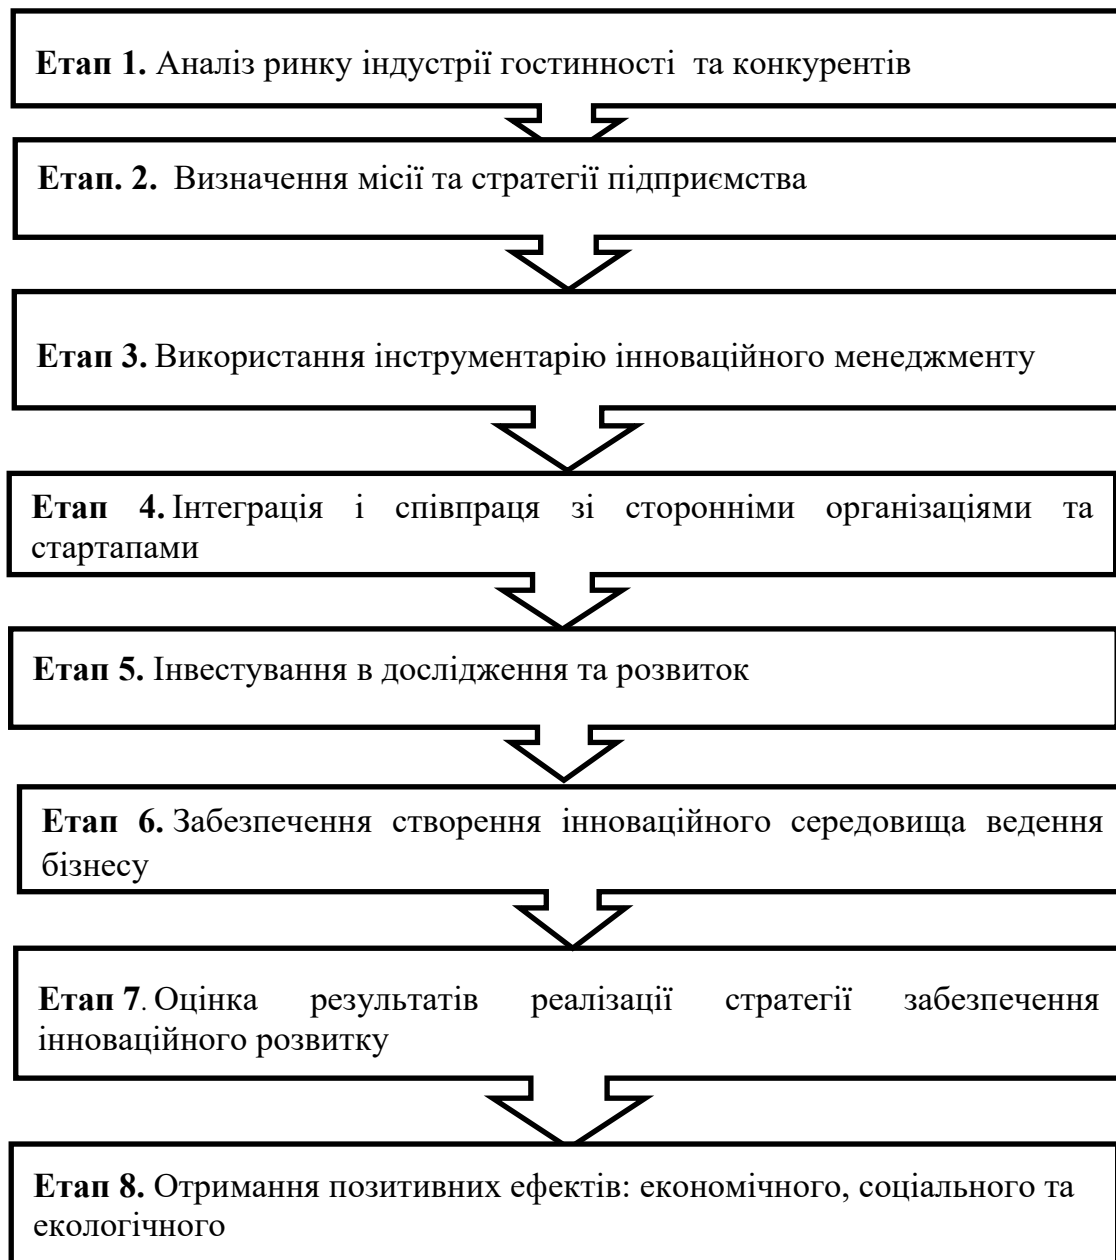 Етап 1. Аналіз ринку індустрії гостинності та конкурентів
Етап. 2. Визначення місії та стратегії підприємства
Етап 3. Використання інструментарію інноваційного менеджменту
Етап 4. Інтеграція і співпраця зі сторонніми організаціями та
стартапами
Етап 5. Інвестування в дослідження та розвиток
Етап 6. Забезпечення створення інноваційного середовища ведення
бізнесу
Етап 7. Оцінка результатів реалізації стратегії забезпечення
інноваційного розвитку
Етап 8. Отримання позитивних ефектів: економічного, соціального та
екологічного